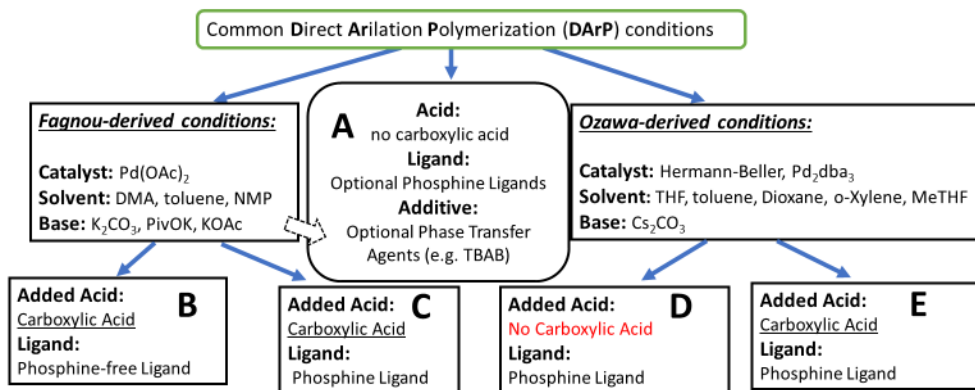 Common Direct Arilation Polymerization (DArP) conditions
Fagnou-derived conditions:
Catalyst: Pd(OAc)₂
Solvent: DMA, toluene, NMP
Base: K₂CO₃, PivOK, KOAc
A
Acid:
no carboxylic acid
Ligand:
Optional Phosphine Ligands
Additive:
Optional Phase Transfer
Agents (e.g. TBAB)
Ozawa-derived conditions:
Catalyst: Hermann-Beller, Pd₂dba₃
Solvent: THF, toluene, Dioxane, o-Xylene, MeTHF
Base: Cs₂CO₃
B
Added Acid:
Carboxylic Acid
Ligand:
Phosphine-free Ligand
C
Added Acid:
Carboxylic Acid
Ligand:
Phosphine Ligand
D
Added Acid:
No Carboxylic Acid
Ligand:
Phosphine Ligand
E
Added Acid:
Carboxylic Acid
Ligand:
Phosphine Ligand